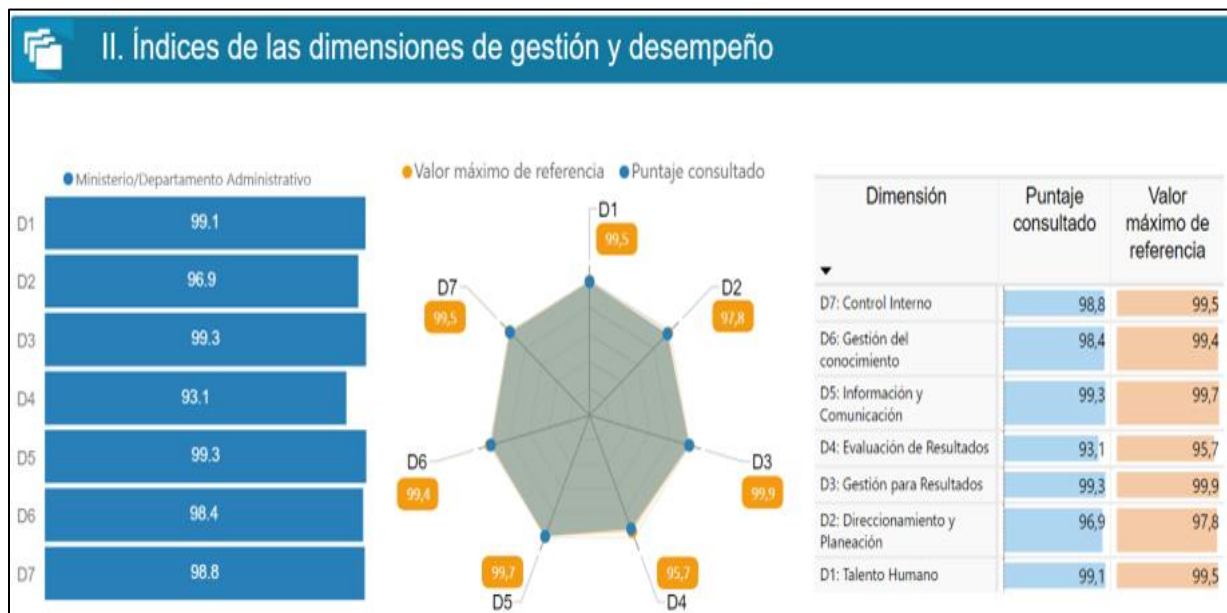 II. Índices de las dimensiones de gestión y desempeño
Ministerio/Departamento Administrativo
D1 99.1
D2 96.9
D3 99.3
D4 93.1
D5 99.3
D6 98.4
D7 98.8
Valor máximo de referencia Puntaje consultado
D1
99,5
D2
97,8
D3
99,9
D4
95,7
D5
99,7
D6
99,4
D7
99,5
Dimensión Puntaje consultado Valor máximo de referencia
D7: Control Interno 98,8 99,5
D6: Gestión del
conocimiento 98,4 99,4
D5: Información y
Comunicación 99,3 99,7
D4: Evaluación de Resultados 93,1 95,7
D3: Gestión para Resultados 99,3 99,9
D2: Direccionamiento y
Planeación 96,9 97,8
D1: Talento Humano 99,1 99,5